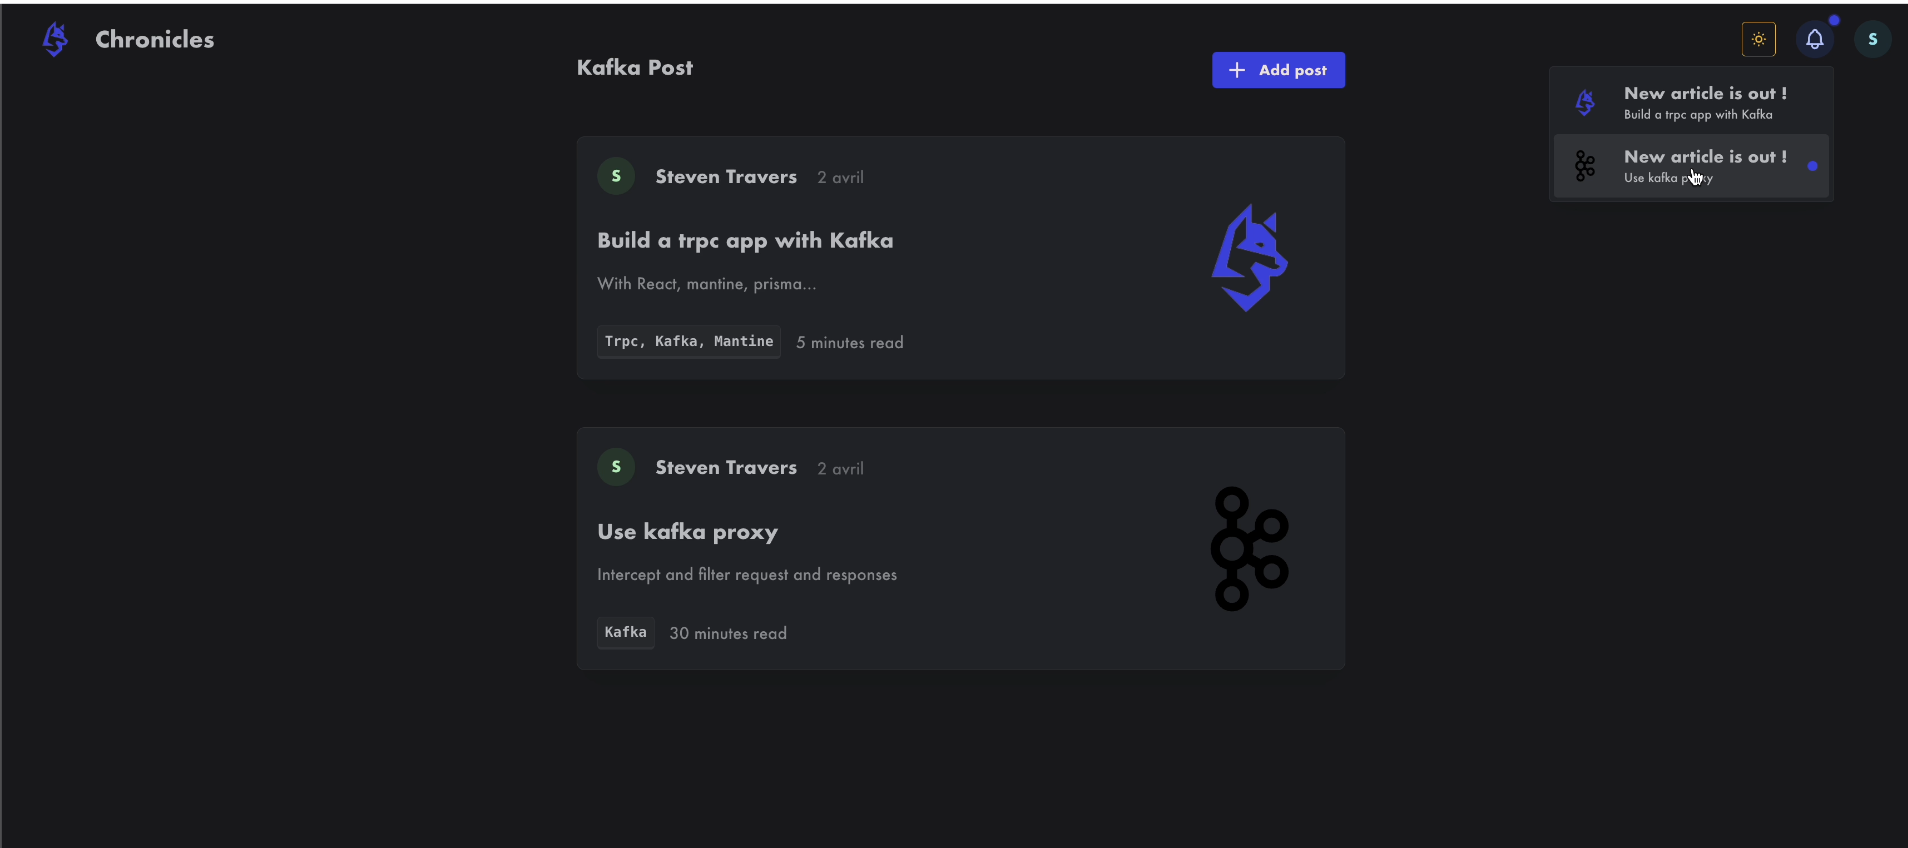 Chronicles
S
Kafka Post
Add post
New article is out !
Build a trpc app with Kafka
New article is out !
Use kafka proxy
S
Steven Travers 2 avril
Build a trpc app with Kafka
With React, mantine, prisma...
Trpc, Kafka, Mantine 5 minutes read
S
Steven Travers 2 avril
Use kafka proxy
Intercept and filter request and responses
Kafka 30 minutes read